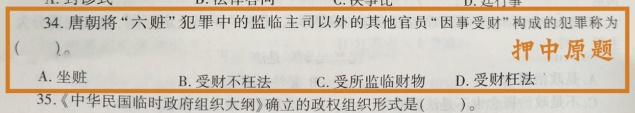 34. 唐朝将“六赃”犯罪中的监临主司以外的其他官员“因事受财”构成的犯罪称为
(    )。
押中原题
A. 坐赃    B. 受财不枉法    C. 受所监临财物    D. 受财枉法
35.《中华民国临时政府组织大纲》确立的政权组织形式是(    )。